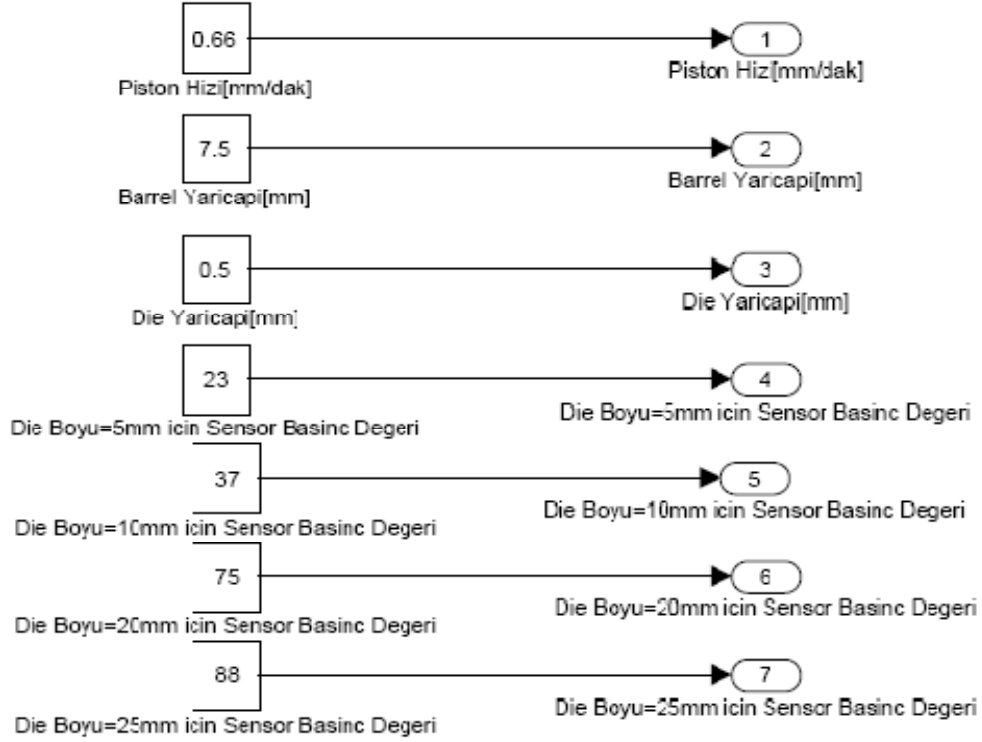 0.66
1
Piston Hizi[mm/dak]
Piston Hizi[mm/dak]
7.5
2
Barrel Yaricapi[mm]
Barrel Yaricapi[mm]
0.5
3
Die Yaricapi[mm]
Die Yaricapi[mm]
23
4
Die Boyu=5mm icin Sensor Basinc Degeri
Die Boyu=5mm icin Sensor Basinc Degeri
37
5
Die Boyu=10mm icin Sensor Basinc Degeri
Die Boyu=10mm icin Sensor Basinc Degeri
75
6
Die Boyu=20mm icin Sensor Basinc Degeri
Die Boyu=20mm icin Sensor Basinc Degeri
88
7
Die Boyu=25mm icin Sensor Basinc Degeri
Die Boyu=25mm icin Sensor Basinc Degeri